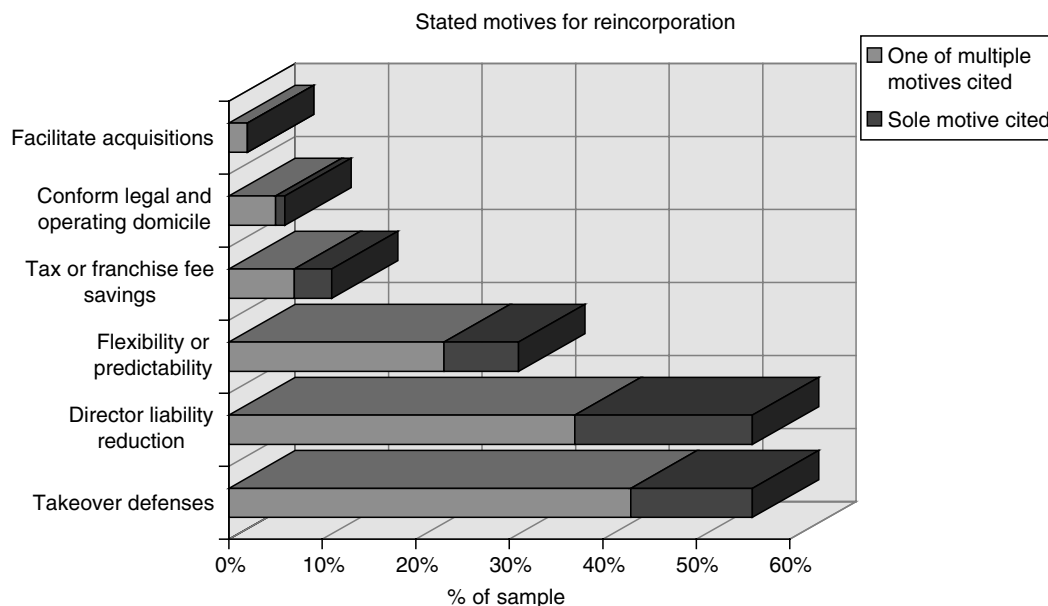 Stated motives for reincorporation
One of multiple
motives cited
Sole motive cited
Facilitate acquisitions
Conform legal and
operating domicile
Tax or franchise fee
savings
Flexibility or
predictability
Director liability
reduction
Takeover defenses
0% 10% 20% 30% 40% 50% 60%
% of sample